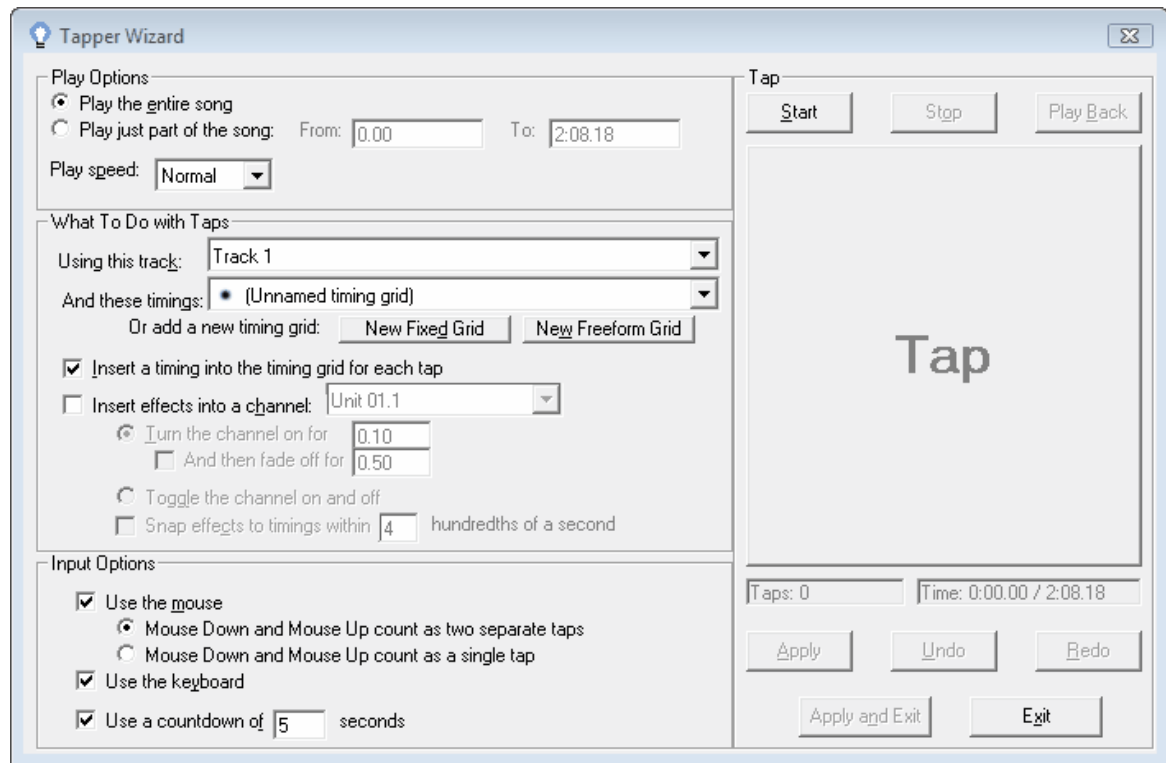 Tapper Wizard
Play Options
Play the entire song
Play just part of the song: From: 0.00 To: 2:08.18
Play speed: Normal
What To Do with Taps
Using this track: Track 1
And these timings: (Unnamed timing grid)
Or add a new timing grid: New Fixed Grid New Freeform Grid
Insert a timing into the timing grid for each tap
Insert effects into a channel: Unit 01.1
Turn the channel on for 0.10
And then fade off for 0.50
Toggle the channel on and off
Snap effects to timings within 4 hundredths of a second
Input Options
Use the mouse
Mouse Down and Mouse Up count as two separate taps
Mouse Down and Mouse Up count as a single tap
Use the keyboard
Use a countdown of 5 seconds
Tap
Start Stop Play Back
Tap
Taps: 0 Time: 0:00.00 / 2:08.18
Apply Undo Redo
Apply and Exit Exit